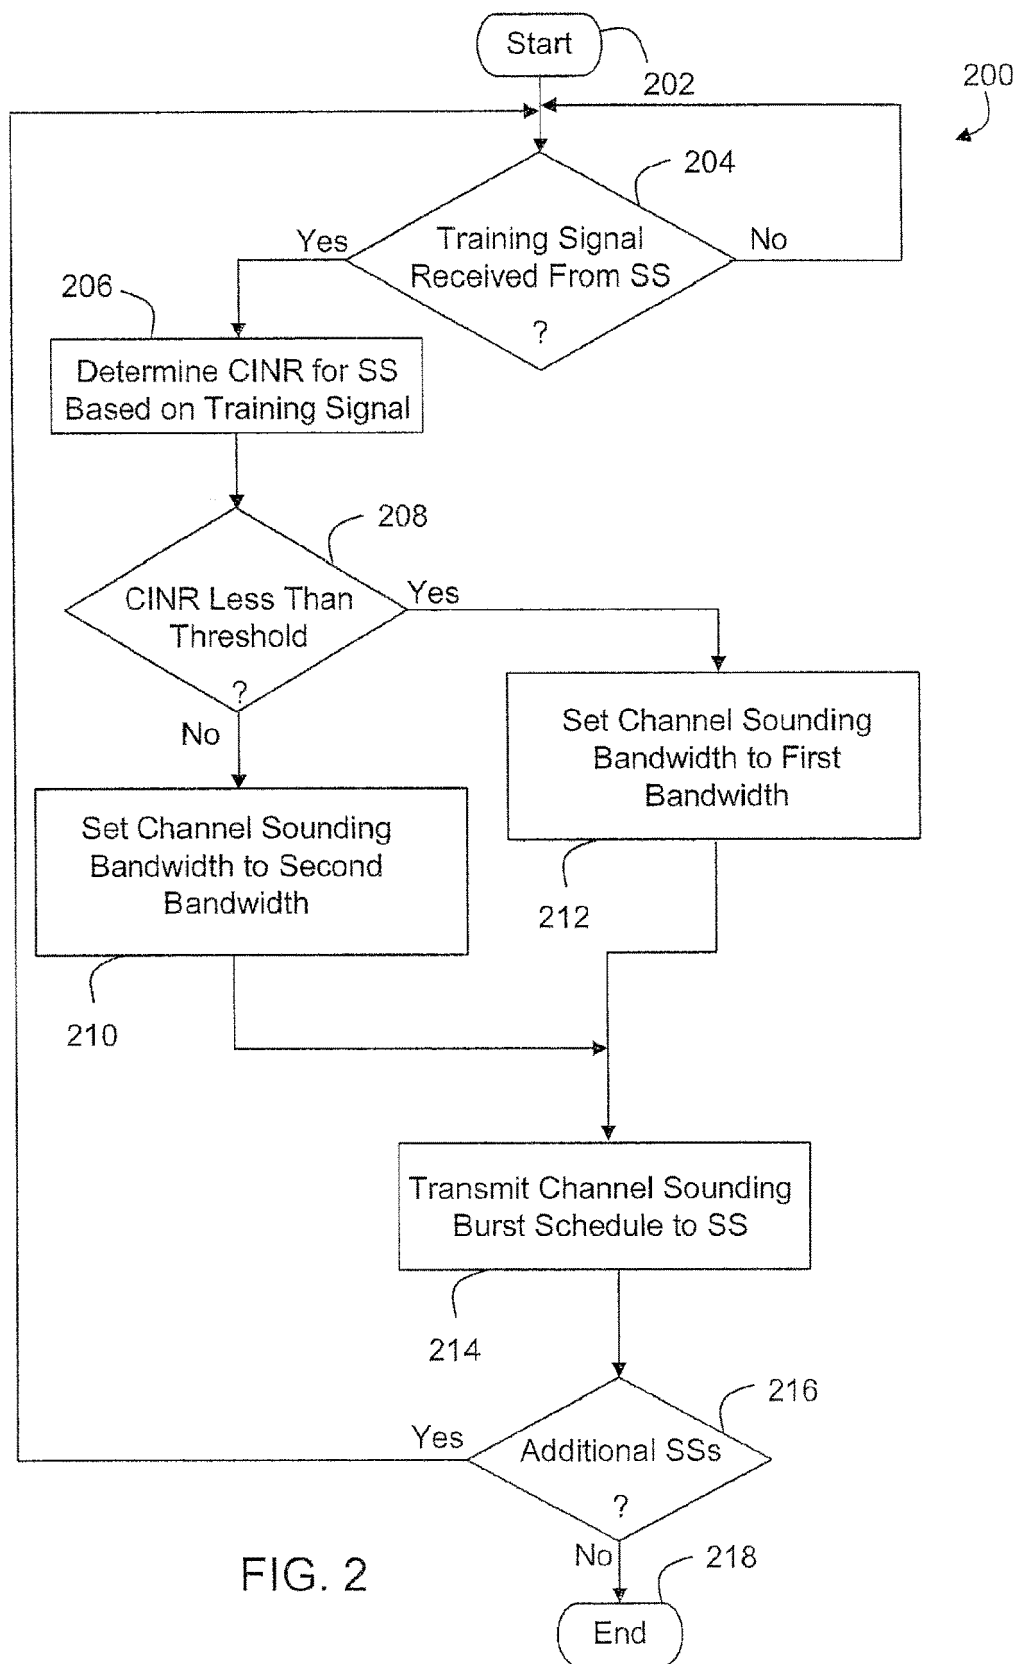 Start
202
200
204
Training Signal
Received From SS
?
Yes
No
206
Determine CINR for SS
Based on Training Signal
208
CINR Less Than
Threshold
?
Yes
No
Set Channel Sounding
Bandwidth to First
Bandwidth
212
Set Channel Sounding
Bandwidth to Second
Bandwidth
210
Transmit Channel Sounding
Burst Schedule to SS
214
216
Additional SSs
?
Yes
No
218
End
FIG. 2